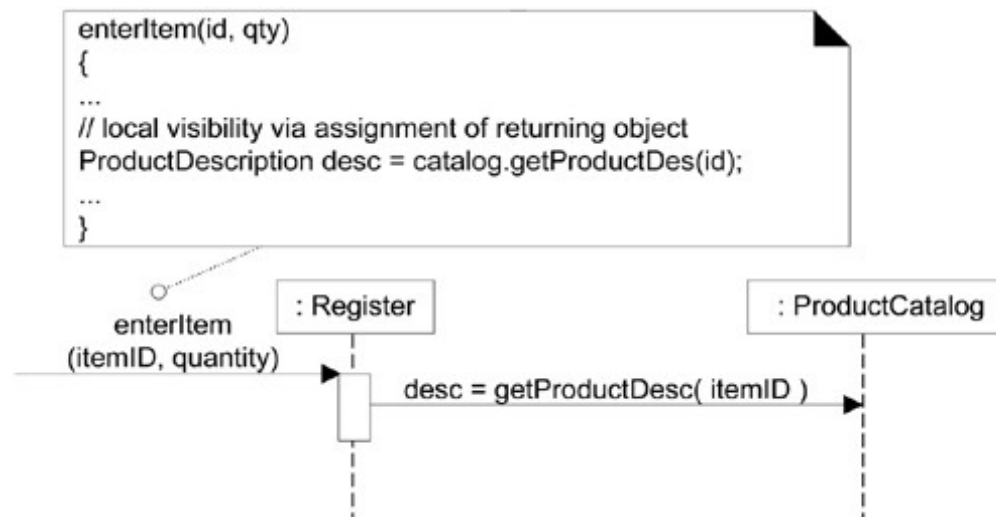 enterItem(id, qty)
{
...
// local visibility via assignment of returning object
ProductDescription desc = catalog.getProductDes(id);
...
}
enterItem
(itemID, quantity)
: Register
: ProductCatalog
desc = getProductDesc( itemID )